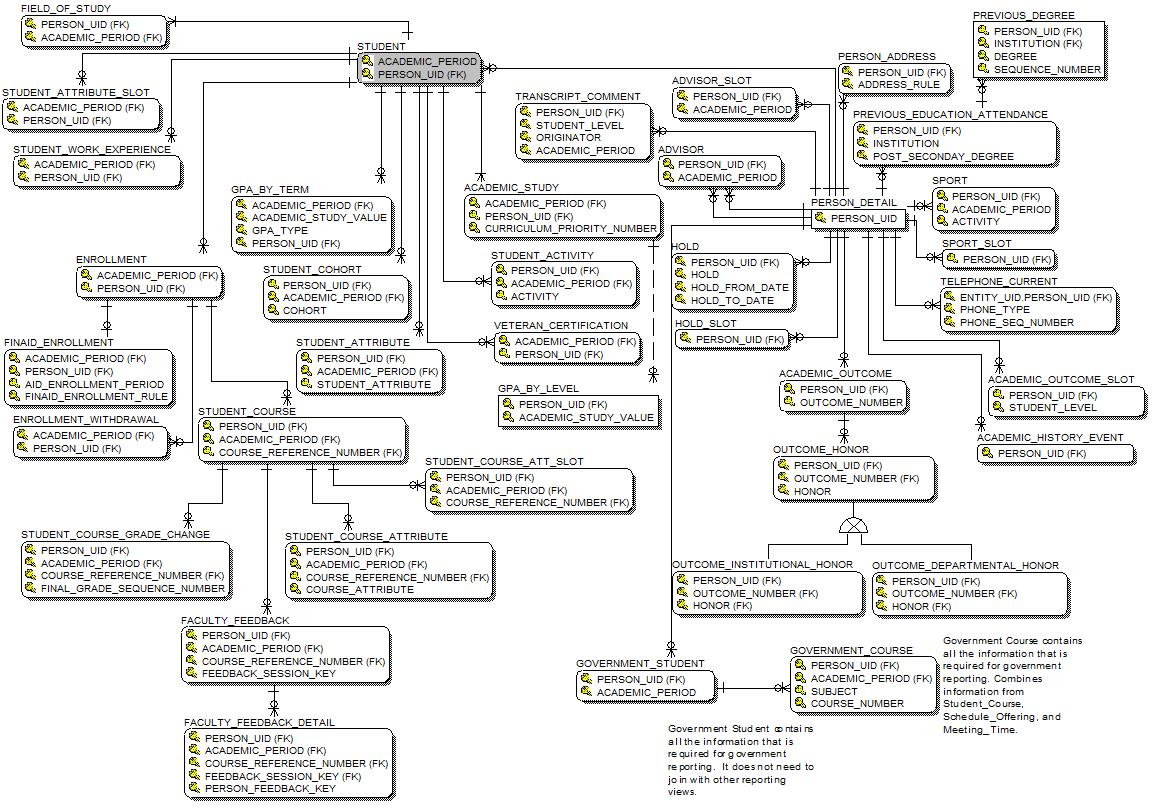 FIELD_OF_STUDY
PERSON_UID (FK)
ACADEMIC_PERIOD (FK)
STUDENT
ACADEMIC_PERIOD
PERSON_UID (FK)
STUDENT_ATTRIBUTE_SLOT
ACADEMIC_PERIOD (FK)
PERSON_UID (FK)
STUDENT_WORK_EXPERIENCE
ACADEMIC_PERIOD (FK)
PERSON_UID (FK)
GPA_BY_TERM
ACADEMIC_PERIOD (FK)
ACADEMIC_STUDY_VALUE
GPA_TYPE
PERSON_UID (FK)
ACADEMIC_STUDY
ACADEMIC_PERIOD (FK)
PERSON_UID (FK)
CURRICULUM_PRIORITY_NUMBER
TRANSCRIPT_COMMENT
PERSON_UID (FK)
STUDENT_LEVEL
ORIGINATOR
ACADEMIC_PERIOD
ADVISOR_SLOT
PERSON_UID (FK)
ACADEMIC_PERIOD
ADVISOR
PERSON_UID (FK)
ACADEMIC_PERIOD
PERSON_ADDRESS
PERSON_UID (FK)
ADDRESS_RULE
PREVIOUS_DEGREE
PERSON_UID (FK)
INSTITUTION (FK)
DEGREE
SEQUENCE_NUMBER
PREVIOUS_EDUCATION_ATTENDANCE
PERSON_UID (FK)
INSTITUTION
POST_SECONDAY_DEGREE
PERSON_DETAIL
PERSON_UID
SPORT
PERSON_UID (FK)
ACADEMIC_PERIOD
ACTIVITY
SPORT_SLOT
PERSON_UID (FK)
TELEPHONE_CURRENT
ENTITY_UID.PERSON_UID (FK)
PHONE_TYPE
PHONE_SEQ_NUMBER
HOLD
PERSON_UID (FK)
HOLD
HOLD_FROM_DATE
HOLD_TO_DATE
HOLD_SLOT
PERSON_UID (FK)
ENROLLMENT
ACADEMIC_PERIOD (FK)
PERSON_UID (FK)
STUDENT_COHORT
PERSON_UID (FK)
ACADEMIC_PERIOD (FK)
COHORT
STUDENT_ACTIVITY
PERSON_UID (FK)
ACADEMIC_PERIOD (FK)
ACTIVITY
VETERAN_CERTIFICATION
ACADEMIC_PERIOD (FK)
PERSON_UID (FK)
FINAID_ENROLLMENT
ACADEMIC_PERIOD (FK)
PERSON_UID (FK)
AID_ENROLLMENT_PERIOD
FINAID_ENROLLMENT_RULE
STUDENT_ATTRIBUTE
PERSON_UID (FK)
ACADEMIC_PERIOD (FK)
STUDENT_ATTRIBUTE
GPA_BY_LEVEL
PERSON_UID (FK)
ACADEMIC_STUDY_VALUE
ACADEMIC_OUTCOME
PERSON_UID (FK)
OUTCOME_NUMBER
ACADEMIC_OUTCOME_SLOT
PERSON_UID (FK)
STUDENT_LEVEL
ENROLLMENT_WITHDRAWAL
ACADEMIC_PERIOD (FK)
PERSON_UID (FK)
STUDENT_COURSE
PERSON_UID (FK)
ACADEMIC_PERIOD (FK)
COURSE_REFERENCE_NUMBER (FK)
ACADEMIC_HISTORY_EVENT
PERSON_UID (FK)
OUTCOME_HONOR
PERSON_UID (FK)
OUTCOME_NUMBER (FK)
HONOR
STUDENT_COURSE_ATT_SLOT
PERSON_UID (FK)
ACADEMIC_PERIOD (FK)
COURSE_REFERENCE_NUMBER (FK)
STUDENT_COURSE_GRADE_CHANGE
PERSON_UID (FK)
ACADEMIC_PERIOD (FK)
COURSE_REFERENCE_NUMBER (FK)
FINAL_GRADE_SEQUENCE_NUMBER
STUDENT_COURSE_ATTRIBUTE
PERSON_UID (FK)
ACADEMIC_PERIOD (FK)
COURSE_REFERENCE_NUMBER (FK)
COURSE_ATTRIBUTE
OUTCOME_INSTITUTIONAL_HONOR
PERSON_UID (FK)
OUTCOME_NUMBER (FK)
HONOR (FK)
OUTCOME_DEPARTMENTAL_HONOR
PERSON_UID (FK)
OUTCOME_NUMBER (FK)
HONOR (FK)
FACULTY_FEEDBACK
PERSON_UID (FK)
ACADEMIC_PERIOD (FK)
COURSE_REFERENCE_NUMBER (FK)
FEEDBACK_SESSION_KEY
GOVERNMENT_STUDENT
PERSON_UID (FK)
ACADEMIC_PERIOD
GOVERNMENT_COURSE
PERSON_UID (FK)
ACADEMIC_PERIOD (FK)
SUBJECT
COURSE_NUMBER
Government Course contains
all the information that is
required for government
reporting. Combines
information from
Student_Course,
Schedule_Offering, and
Meeting_Time.
FACULTY_FEEDBACK_DETAIL
PERSON_UID (FK)
ACADEMIC_PERIOD (FK)
COURSE_REFERENCE_NUMBER (FK)
FEEDBACK_SESSION_KEY (FK)
PERSON_FEEDBACK_KEY
Government Student contains
all the information that is
required for government
reporting. It does not need to
join with other reporting
views.